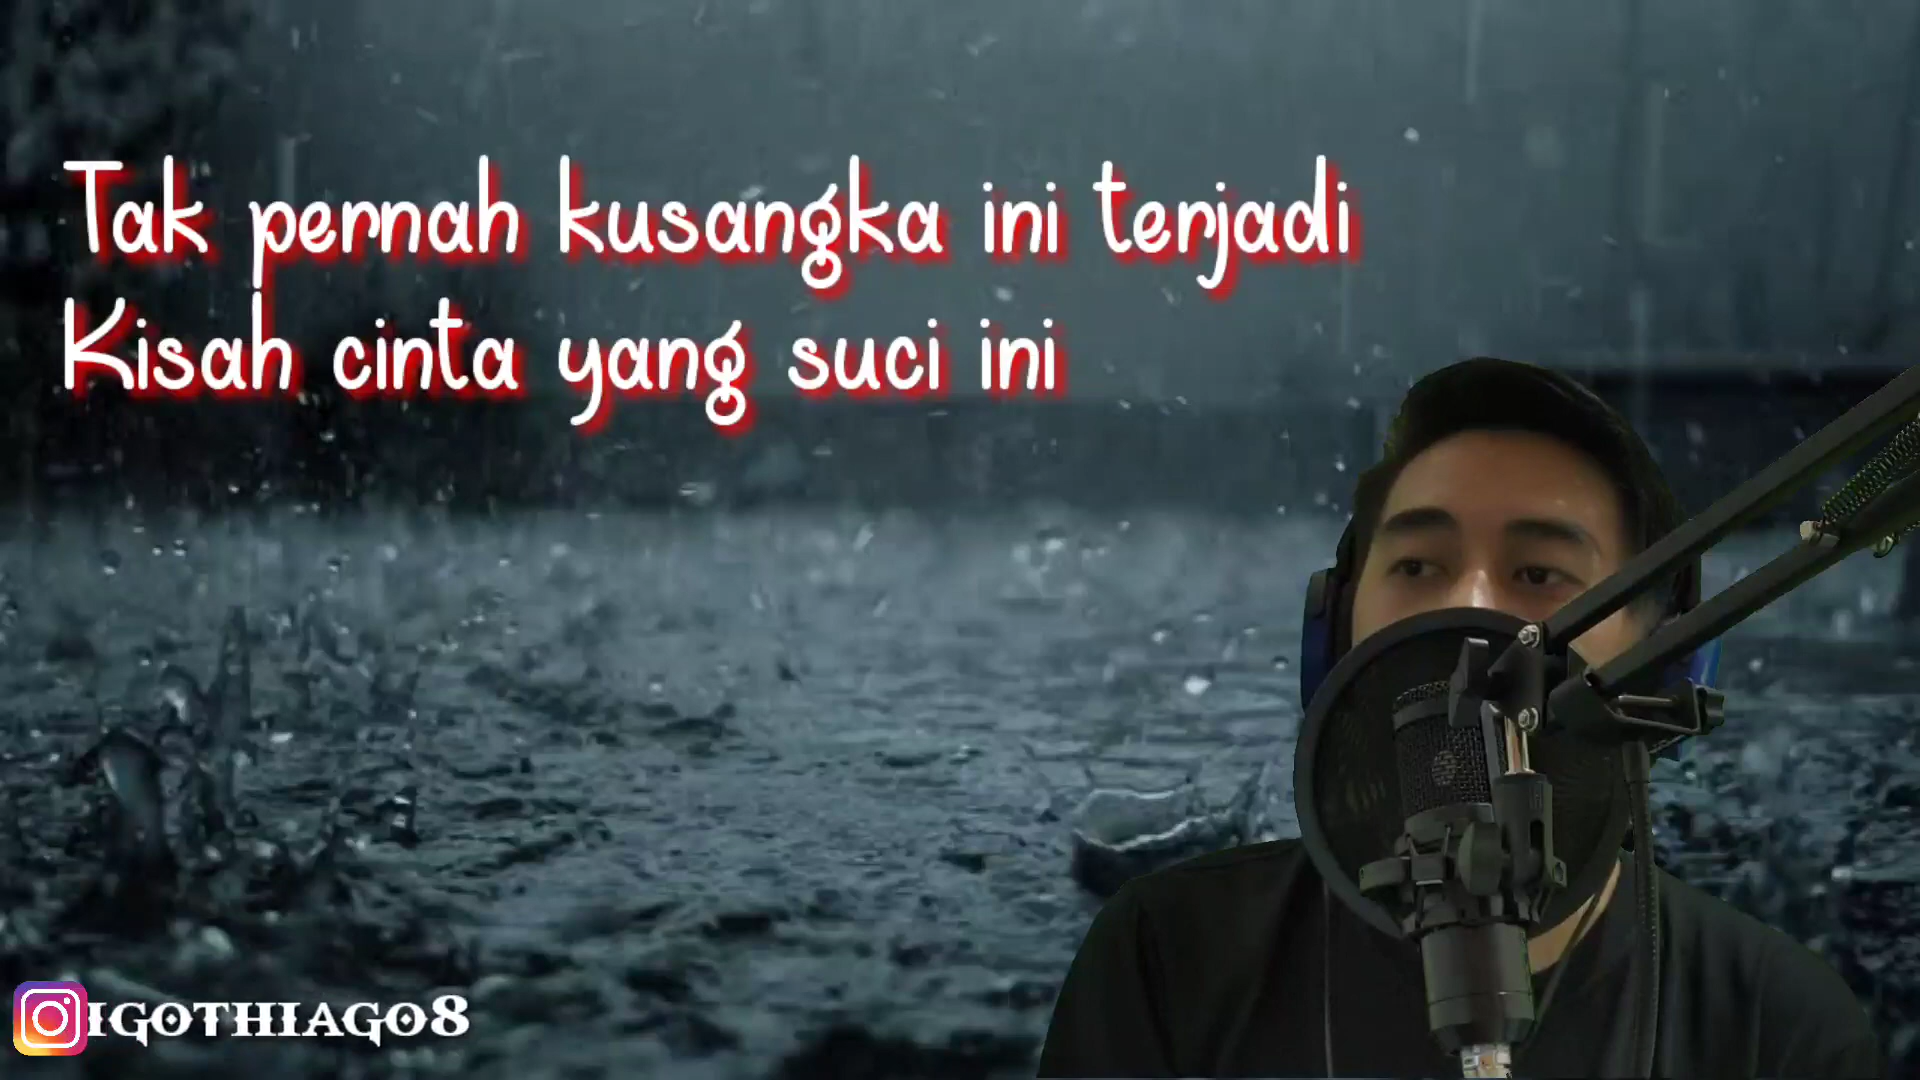 Tak pernah kusangka ini terjadi
Kisah cinta yang suci ini
IGOTHIAGO8